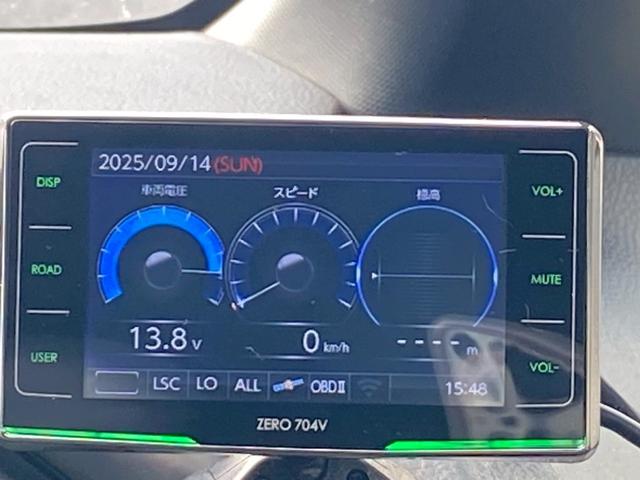 2025/09/14(SUN)
DISP
ROAD
USER
車両電圧
スピード
標高
13.8 V
0 km/h
---- m
LSC LO ALL OBDⅡ 15:48
VOL+
MUTE
VOL-
ZERO 704V